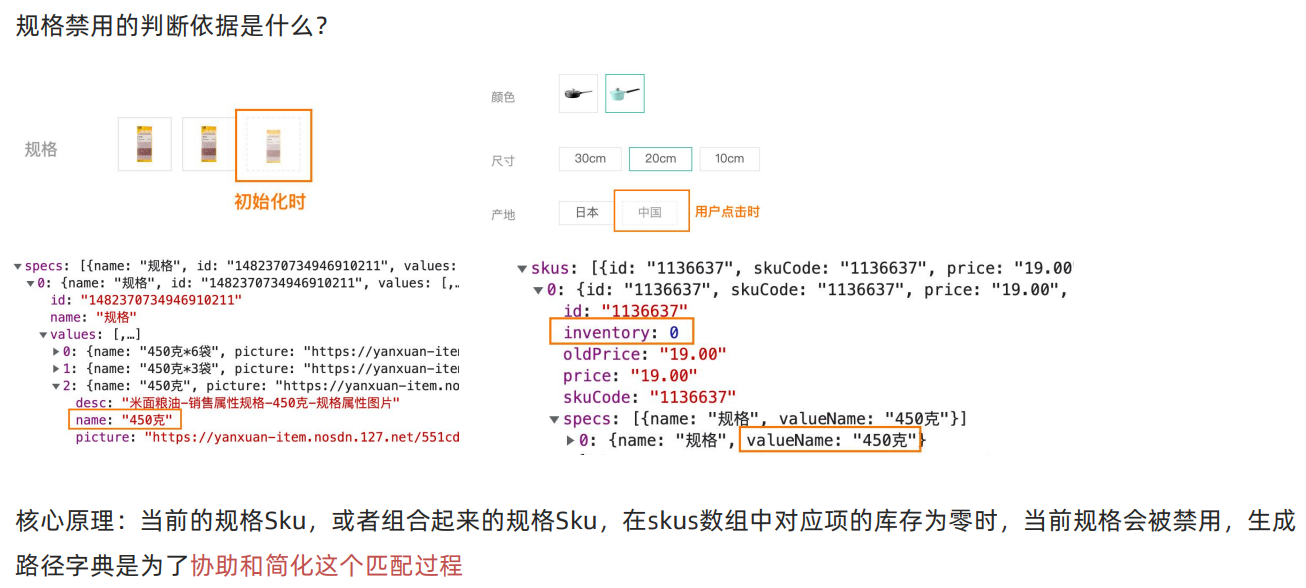 规格禁用的判断依据是什么？
颜色
规格
尺寸
30cm
20cm
10cm
初始化时
产地
日本
中国
用户点击时
▼specs: [{name: "规格", id: "1482370734946910211", values:
▼0: {name: "规格", id: "1482370734946910211", values: [,…
id: "1482370734946910211"
name: "规格"
▼values: [,…]
▶0: {name: "450克*6袋", picture: "https://yanxuan-iter
▶1: {name: "450克*3袋", picture: "https://yanxuan-iter
▼2: {name: "450克", picture: "https://yanxuan-item.no
desc: "米面粮油-销售属性规格-450克-规格属性图片"
name: "450克"
picture: "https://yanxuan-item.nosdn.127.net/551cd
▼skus: [{id: "1136637", skuCode: "1136637", price: "19.00
▼0: {id: "1136637", skuCode: "1136637", price: "19.00",
id: "1136637"
inventory: 0
oldPrice: "19.00"
price: "19.00"
skuCode: "1136637"
▼specs: [{name: "规格", valueName: "450克"}]
▶0: {name: "规格", valueName: "450克"}
核心原理：当前的规格Sku，或者组合起来的规格Sku，在skus数组中对应项的库存为零时，当前规格会被禁用，生成
路径字典是为了协助和简化这个匹配过程